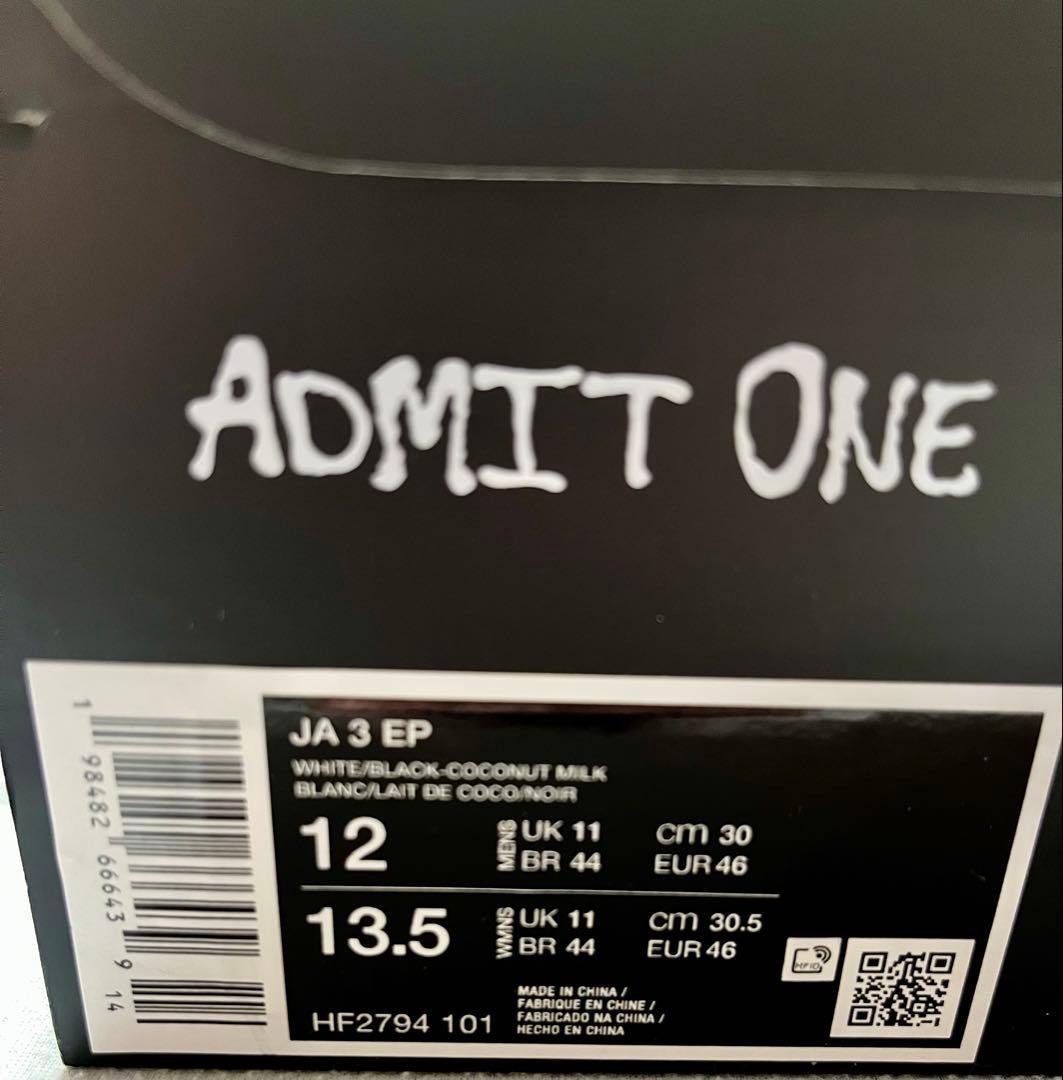 ADMIT ONE
JA 3 EP
WHITE/BLACK-COCONUT MILK
BLANC/LAIT DE COCO/NOIR
12 MENS UK 11 cm 30
BR 44 EUR 46
13.5 WMNS UK 11 cm 30.5
BR 44 EUR 46
HF2794 101
MADE IN CHINA /
FABRIQUE EN CHINE /
FABRICADO NA CHINA /
HECHO EN CHINA
RFID
1 98482 66643 9 14